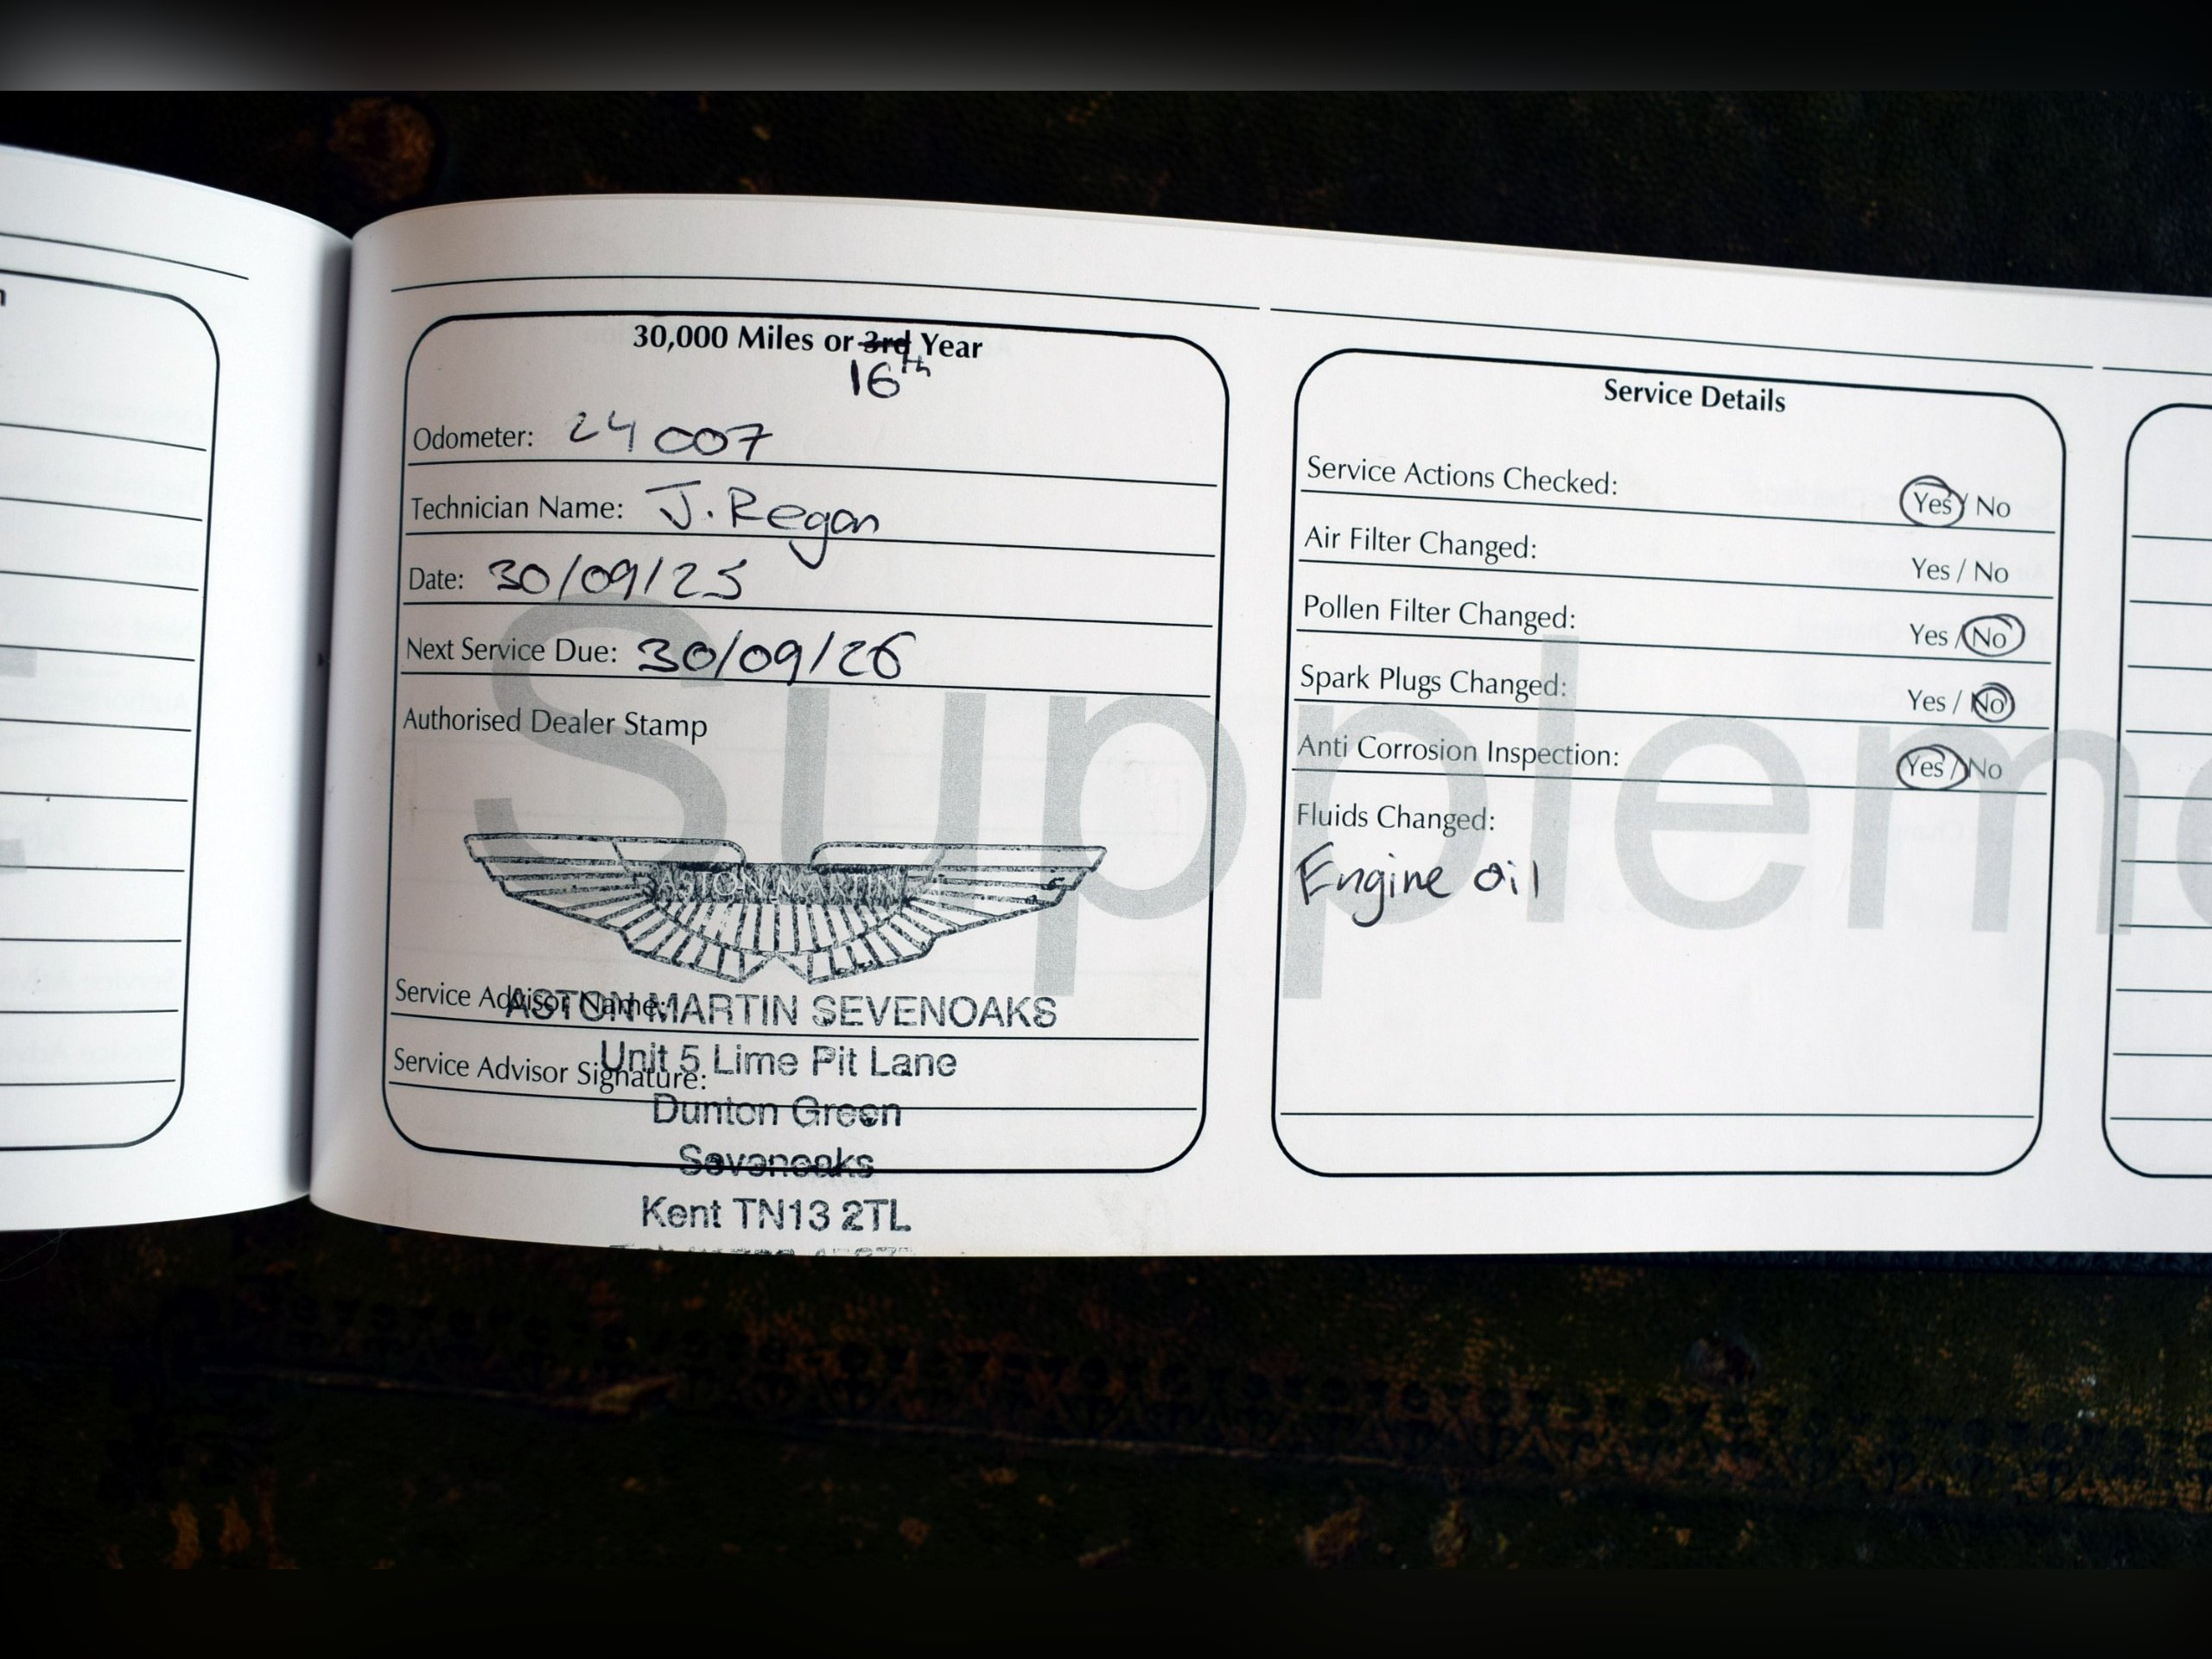 30,000 Miles or 3rd Year
16th
Odometer: 24 007
Technician Name: J. Regan
Date: 30/09/25
Next Service Due: 30/09/26
Authorised Dealer Stamp
ASTON MARTIN
Service Advisor Name:
ASTON MARTIN SEVENOAKS
Unit 5 Lime Pit Lane
Service Advisor Signature:
Dunton Green
Sevenoaks
Kent TN13 2TL
Service Details
Service Actions Checked: Yes / No
Air Filter Changed: Yes / No
Pollen Filter Changed: Yes / No
Spark Plugs Changed: Yes / No
Anti Corrosion Inspection: Yes / No
Fluids Changed:
Engine oil
Supplem